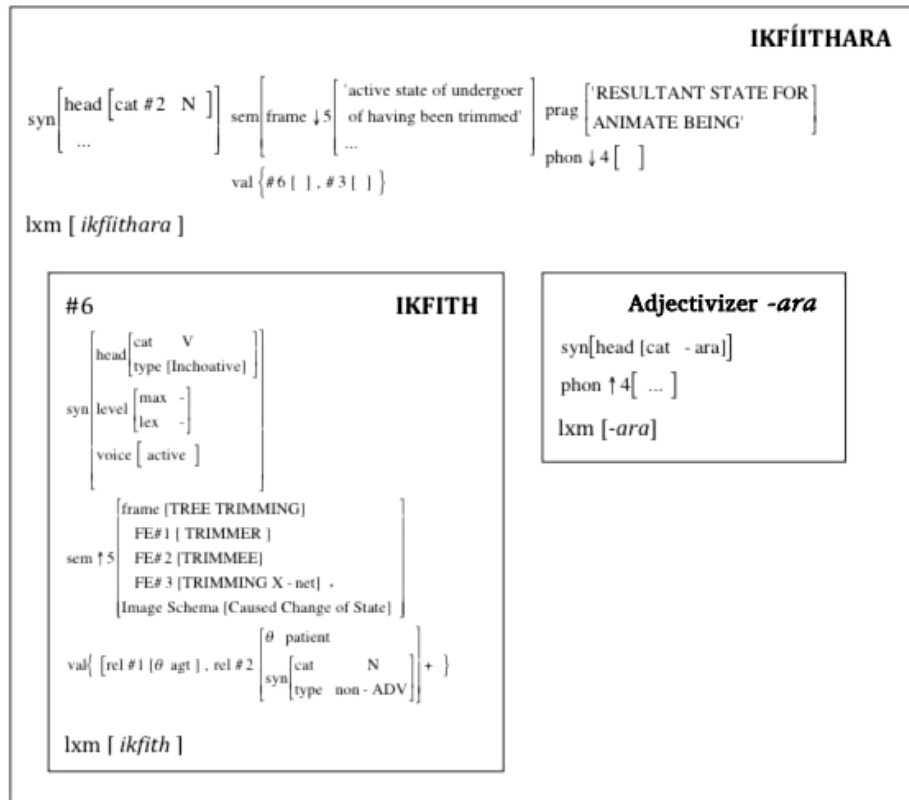 IKFÍITHARA
syn[head [cat #2 N ] ...]
sem[frame ↓5['active state of undergoer of having been trimmed' ...]
prag ['RESULTANT STATE FOR ANIMATE BEING']
phon ↓4 [ ]
val {#6 [ ] , #3 [ ] }
lxm [ ikfíithara ]
#6 IKFITH
syn[head[cat V
type [Inchoative] ]
level [max -
lex -]
voice [ active ]
sem ↑5[frame [TREE TRIMMING]
FE#1 [ TRIMMER ]
FE# 2 [TRIMMEE]
FE# 3 [TRIMMING X - net] .
Image Schema [Caused Change of State] ]
val{ [rel #1 [θ agt ] , rel #2 [θ patient
syn[cat N
type non - ADV]] + }
lxm [ ikfith ]
Adjectivizer -ara
syn[head [cat - ara]]
phon ↑4[ ... ]
lxm [-ara]